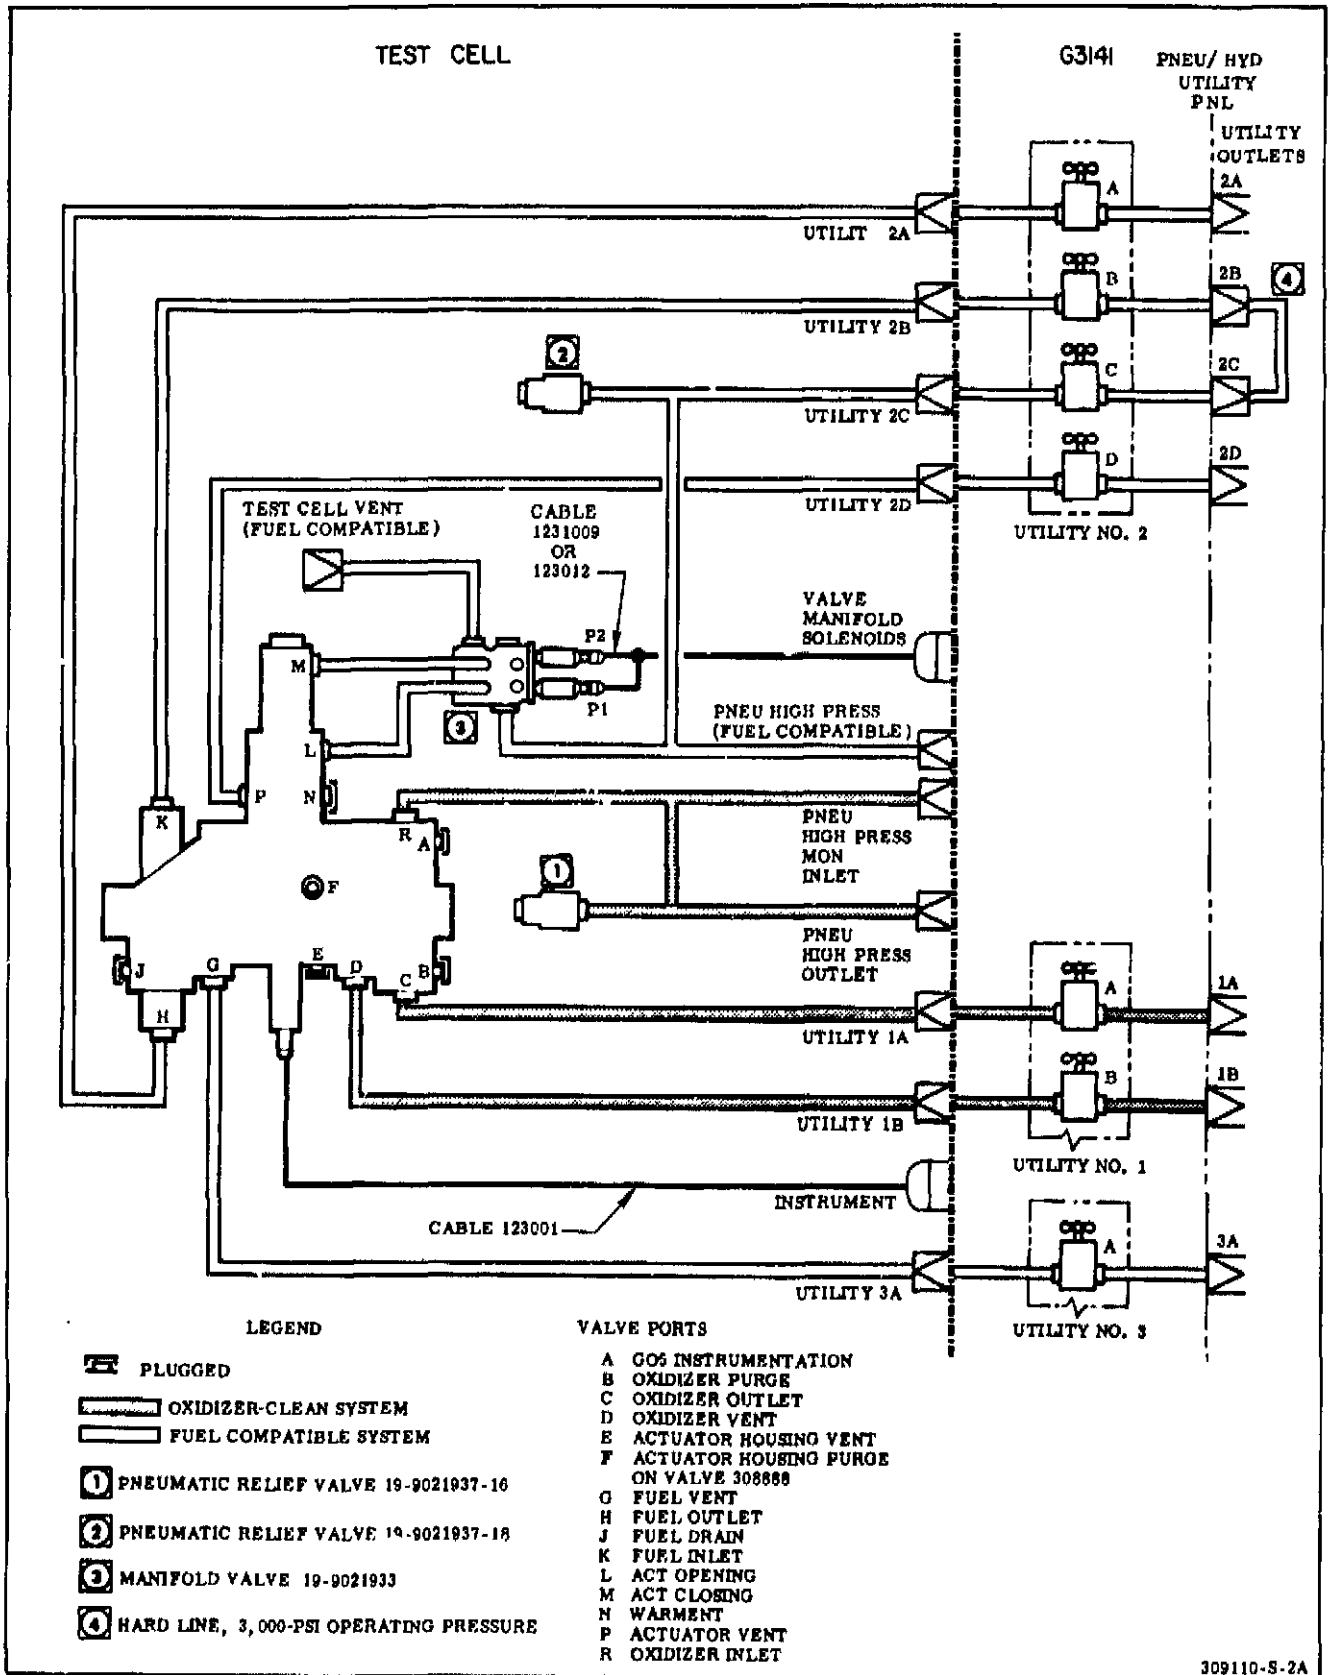 TEST CELL
G3141
PNEU/ HYD
UTILITY
PNL
UTILITY
OUTLETS
A
2A
UTILIT 2A
B
2B
4
UTILITY 2B
2
C
2C
UTILITY 2C
D
2D
UTILITY 2D
UTILITY NO. 2
TEST CELL VENT
(FUEL COMPATIBLE)
CABLE
1231009
OR
123012
VALVE
MANIFOLD
SOLENOIDS
P2
P1
M
3
L
PNEU HIGH PRESS
(FUEL COMPATIBLE)
P
N
K
R
A
PNEU
HIGH PRESS
MON
INLET
1
F
PNEU
HIGH PRESS
OUTLET
J
G
E
D
C
B
H
A
1A
UTILITY 1A
B
1B
UTILITY 1B
UTILITY NO. 1
INSTRUMENT
CABLE 123001
A
3A
UTILITY 3A
UTILITY NO. 3
LEGEND
PLUGGED
OXIDIZER-CLEAN SYSTEM
FUEL COMPATIBLE SYSTEM
1 PNEUMATIC RELIEF VALVE 19-9021937-16
2 PNEUMATIC RELIEF VALVE 19-9021937-18
3 MANIFOLD VALVE 19-9021933
4 HARD LINE, 3,000-PSI OPERATING PRESSURE
VALVE PORTS
A GOS INSTRUMENTATION
B OXIDIZER PURGE
C OXIDIZER OUTLET
D OXIDIZER VENT
E ACTUATOR HOUSING VENT
F ACTUATOR HOUSING PURGE
ON VALVE 308888
G FUEL VENT
H FUEL OUTLET
J FUEL DRAIN
K FUEL INLET
L ACT OPENING
M ACT CLOSING
N WARMENT
P ACTUATOR VENT
R OXIDIZER INLET
309110-S-2A